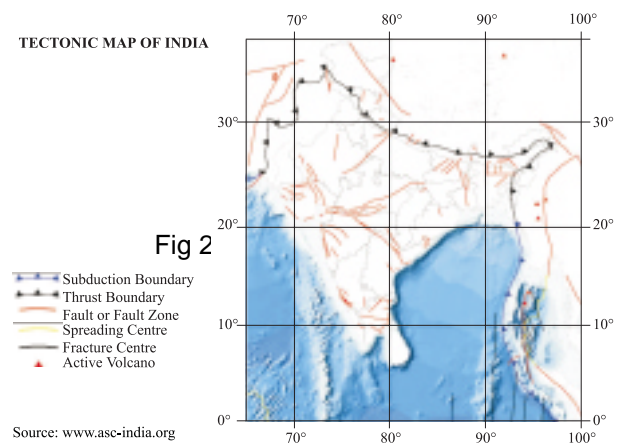 70° 80° 90° 100°
TECTONIC MAP OF INDIA
30° 30°
20° 20°
Fig 2
Subduction Boundary
Thrust Boundary
Fault or Fault Zone
Spreading Centre
Fracture Centre
Active Volcano
10° 10°
0° 0°
Source: www.asc-india.org
70° 80° 90° 100°